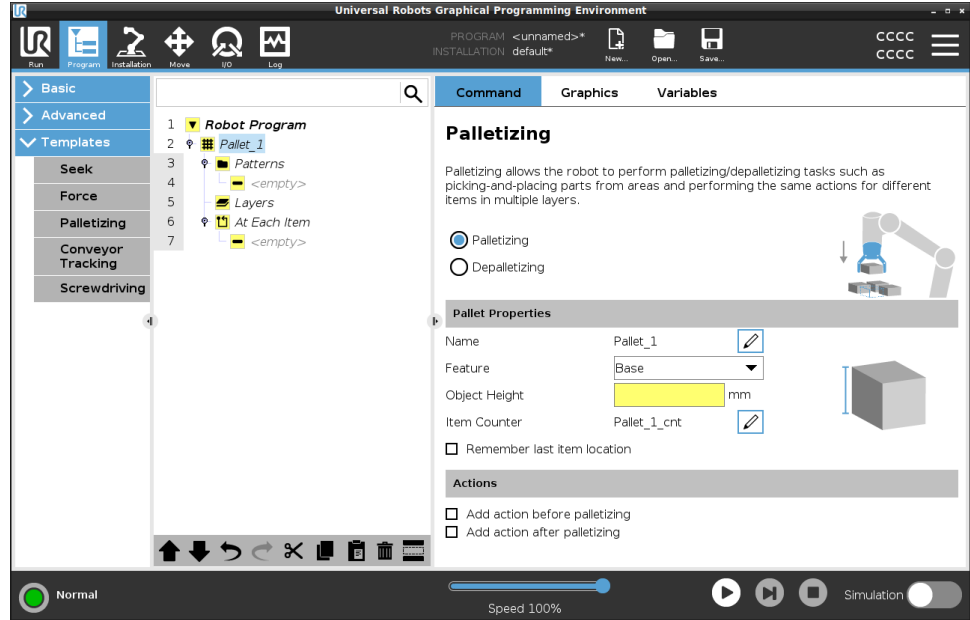 UR
Universal Robots Graphical Programming Environment
UR
Run
Program
Installation
Move
I/O
Log
PROGRAM <unnamed>*
INSTALLATION default*
New...
Open...
Save...
CCCC
CCCC
Basic
Advanced
Templates
Seek
Force
Palletizing
Conveyor
Tracking
Screwdriving
1 Robot Program
2 Pallet_1
3 Patterns
4 <empty>
5 Layers
6 At Each Item
7 <empty>
Command Graphics Variables
Palletizing
Palletizing allows the robot to perform palletizing/depalletizing tasks such as
picking-and-placing parts from areas and performing the same actions for different
items in multiple layers.
Palletizing
Depalletizing
Pallet Properties
Name Pallet_1
Feature Base
Object Height mm
Item Counter Pallet_1_cnt
Remember last item location
Actions
Add action before palletizing
Add action after palletizing
Normal
Speed 100%
Simulation